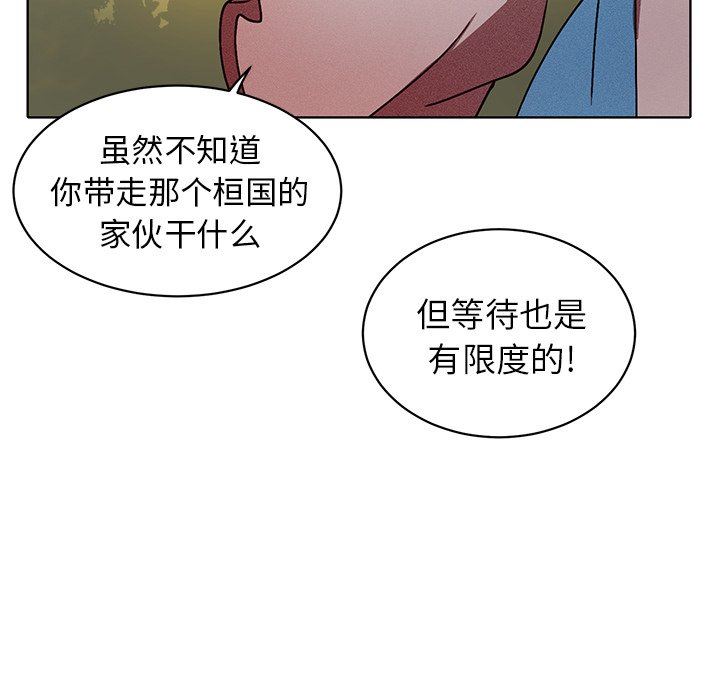 虽然不知道
你带走那个桓国的
家伙干什么
但等待也是
有限度的!